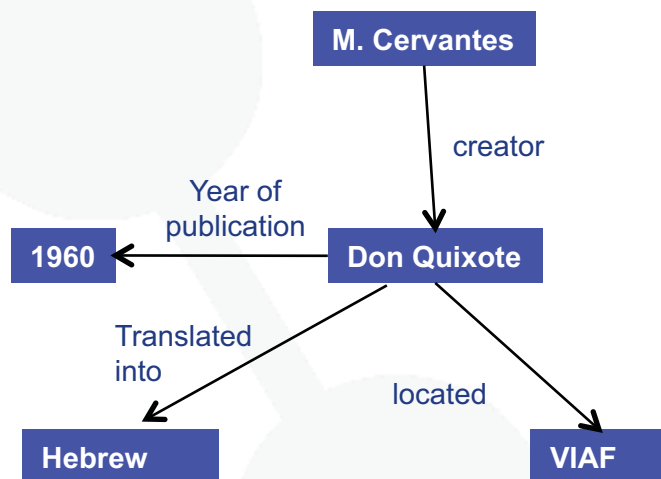 M. Cervantes
creator
Year of
publication
1960
Don Quixote
Translated
into
located
Hebrew
VIAF